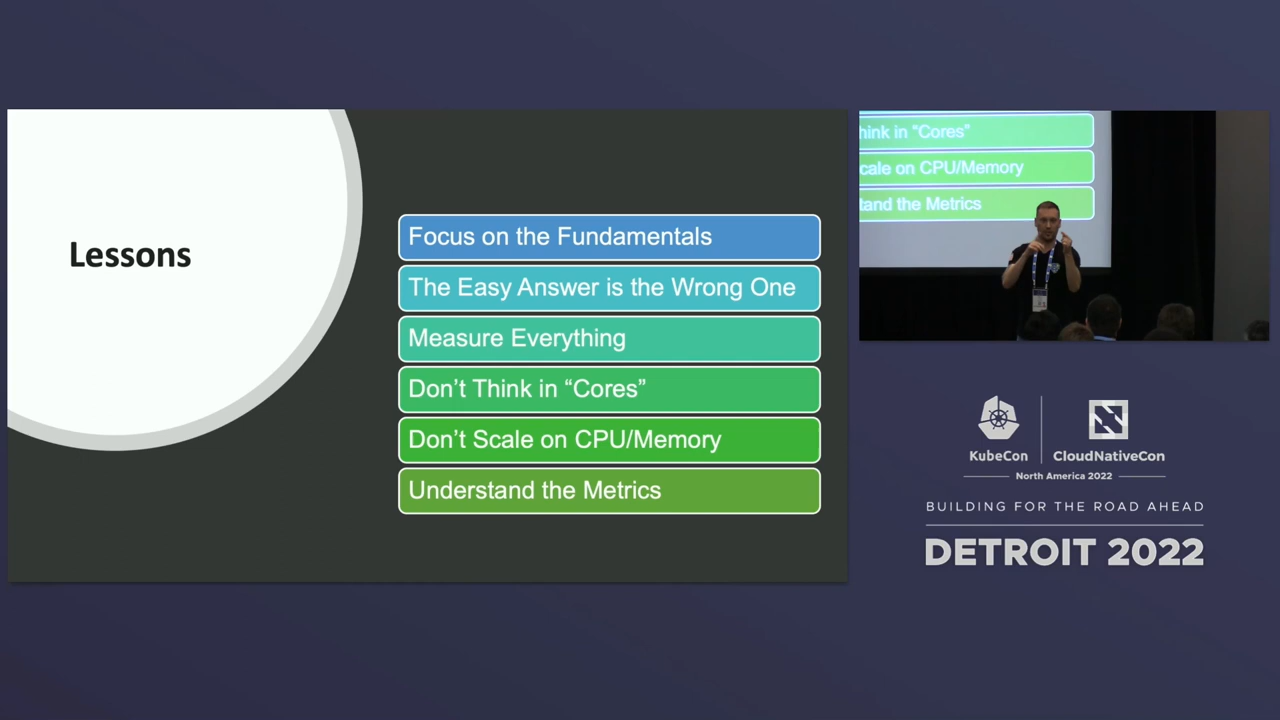 Lessons
Focus on the Fundamentals
The Easy Answer is the Wrong One
Measure Everything
Don’t Think in “Cores”
Don’t Scale on CPU/Memory
Understand the Metrics
hink in “Cores”
cale on CPU/Memory
tand the Metrics
KubeCon
CloudNativeCon
North America 2022
BUILDING FOR THE ROAD AHEAD
DETROIT 2022